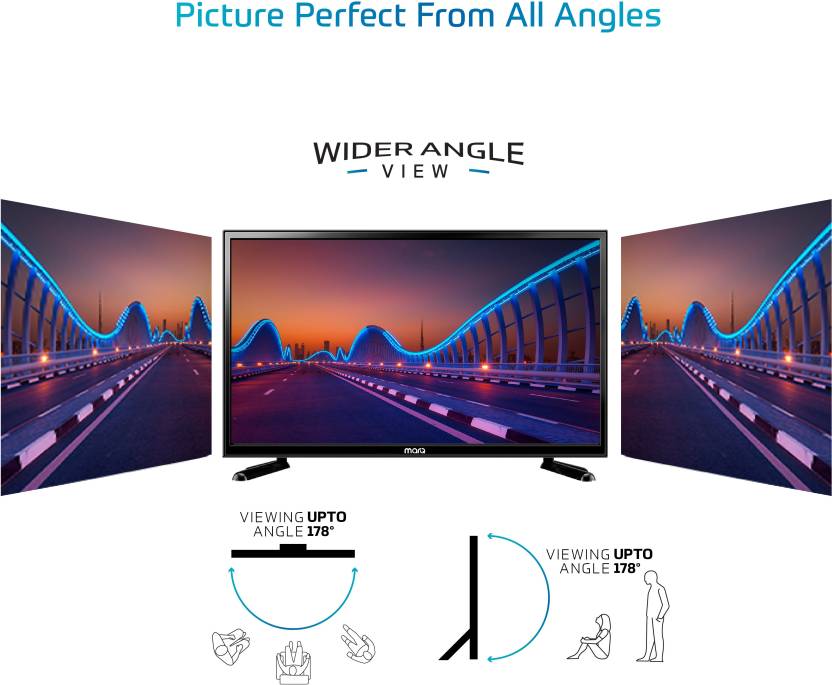 Picture Perfect From All Angles
WIDER ANGLE
VIEW
marQ
VIEWING UPTO
ANGLE 178°
VIEWING UPTO
ANGLE 178°